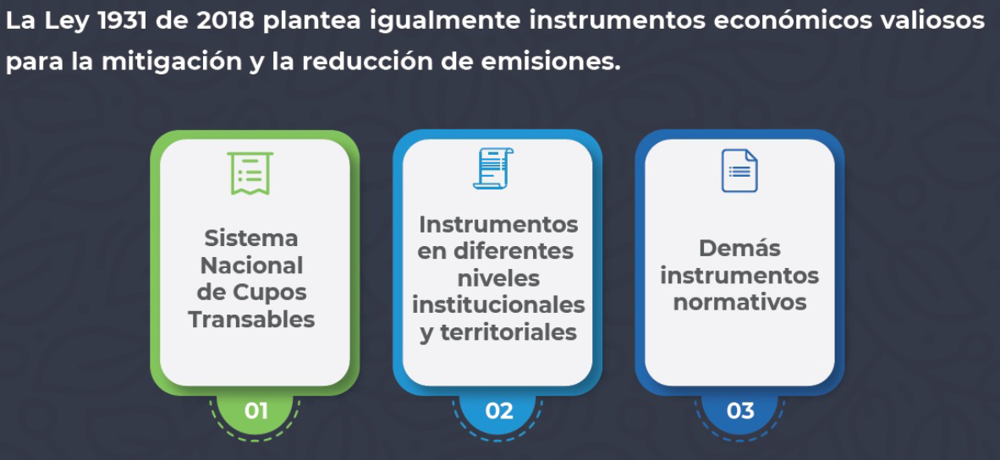 La Ley 1931 de 2018 plantea igualmente instrumentos económicos valiosos
para la mitigación y la reducción de emisiones.
Sistema
Nacional
de Cupos
Transables
01
Instrumentos
en diferentes
niveles
institucionales
y territoriales
02
Demás
instrumentos
normativos
03